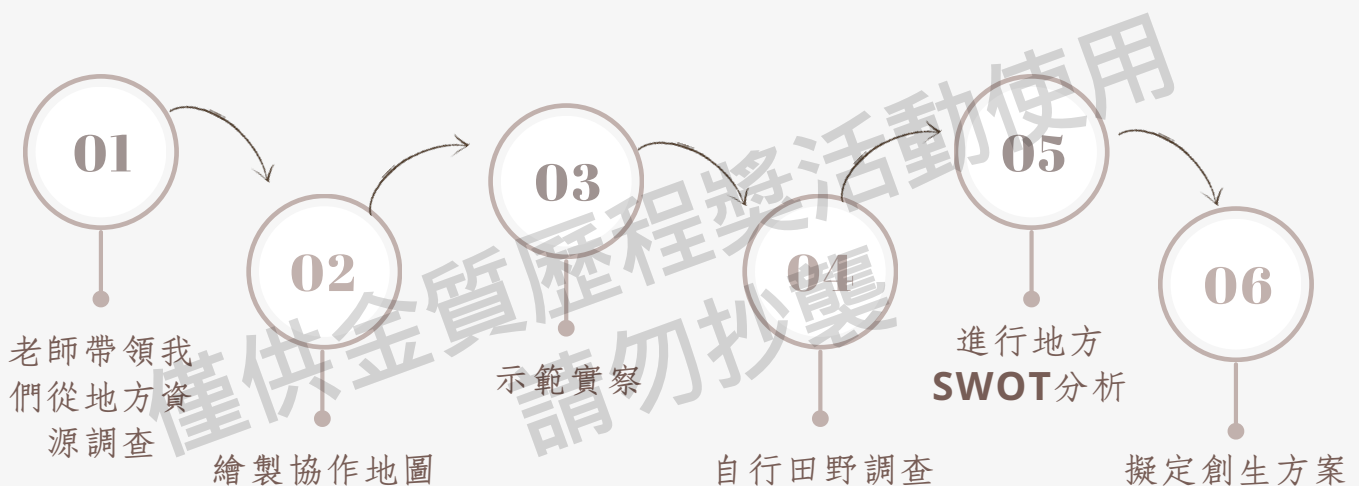 01
老師帶領我
們從地方資
源調查
02
繪製協作地圖
03
示範實察
04
自行田野調查
05
進行地方
SWOT分析
06
擬定創生方案
僅供金質歷程獎活動使用
請勿抄襲